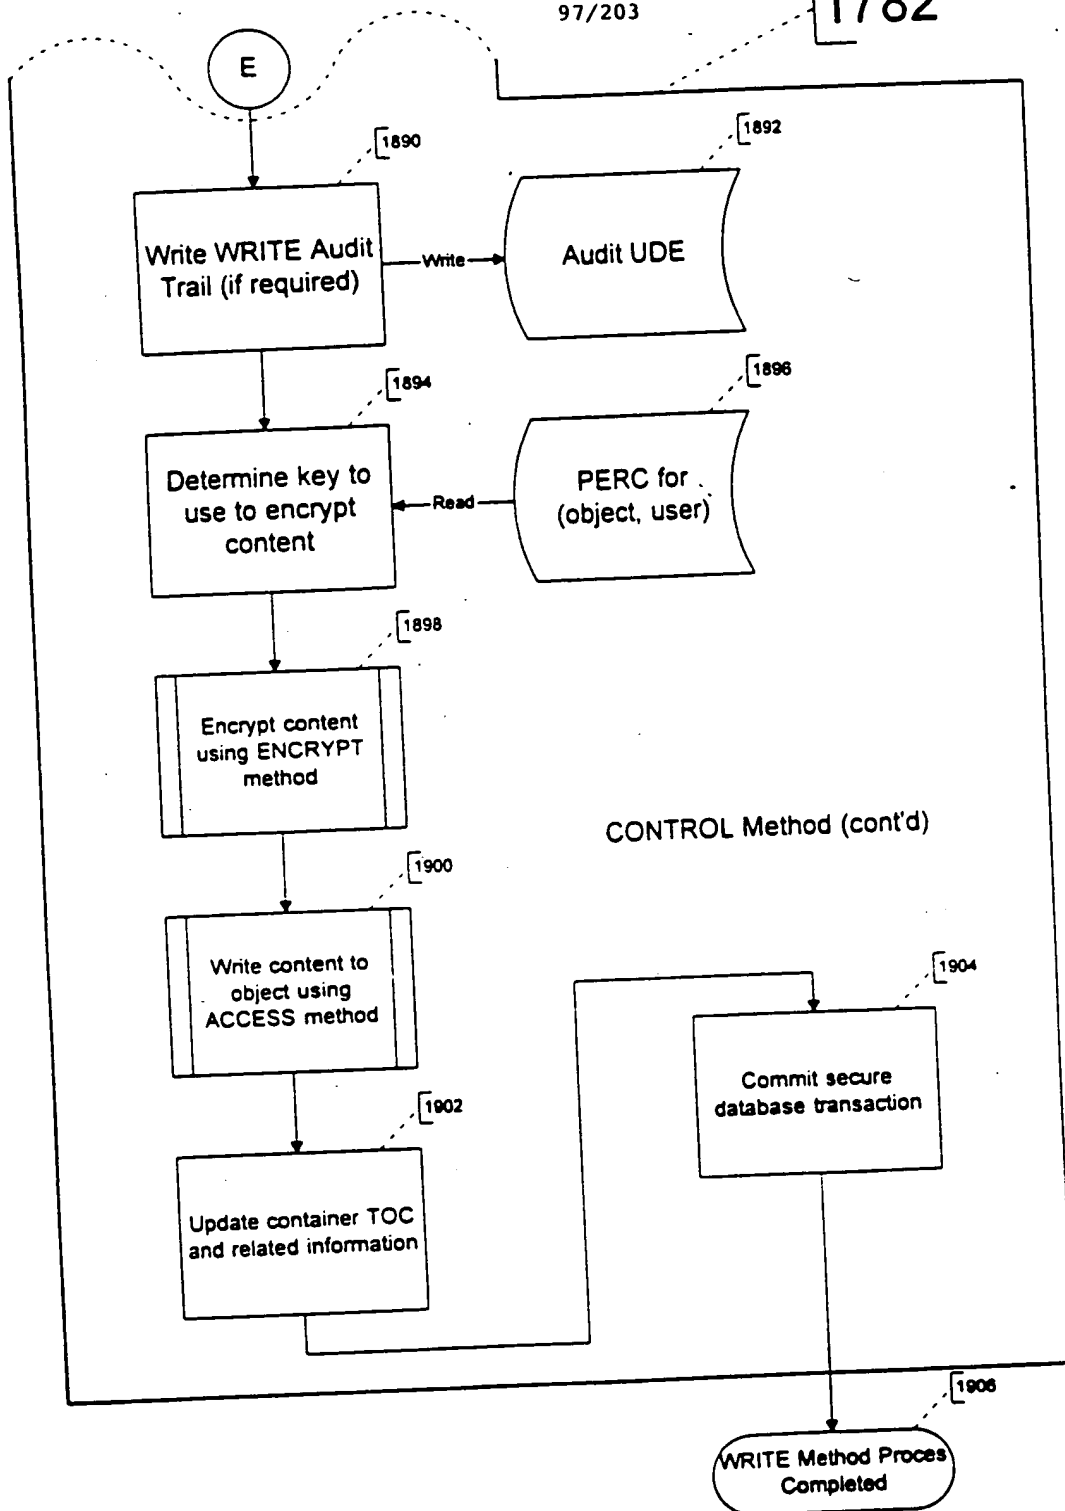 97/203
1782
E
1890
1892
Write WRITE Audit
Trail (if required)
Write
Audit UDE
1894
1896
Determine key to
use to encrypt
content
Read
PERC for
(object, user)
1898
Encrypt content
using ENCRYPT
method
CONTROL Method (cont'd)
1900
Write content to
object using
ACCESS method
1904
Commit secure
database transaction
1902
Update container TOC
and related information
1906
WRITE Method Proces
Completed